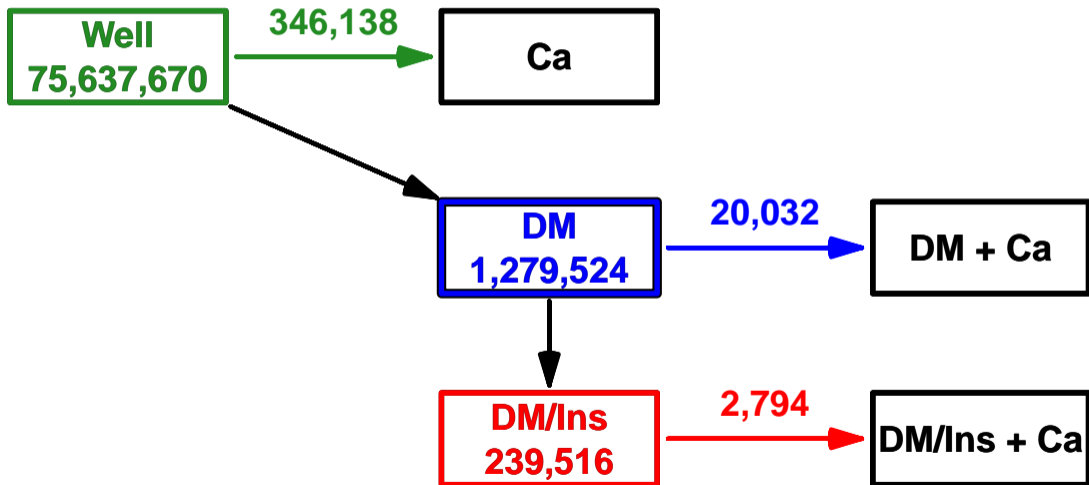 Well
75,637,670
346,138
Ca
DM
1,279,524
20,032
DM + Ca
DM/Ins
239,516
2,794
DM/Ins + Ca